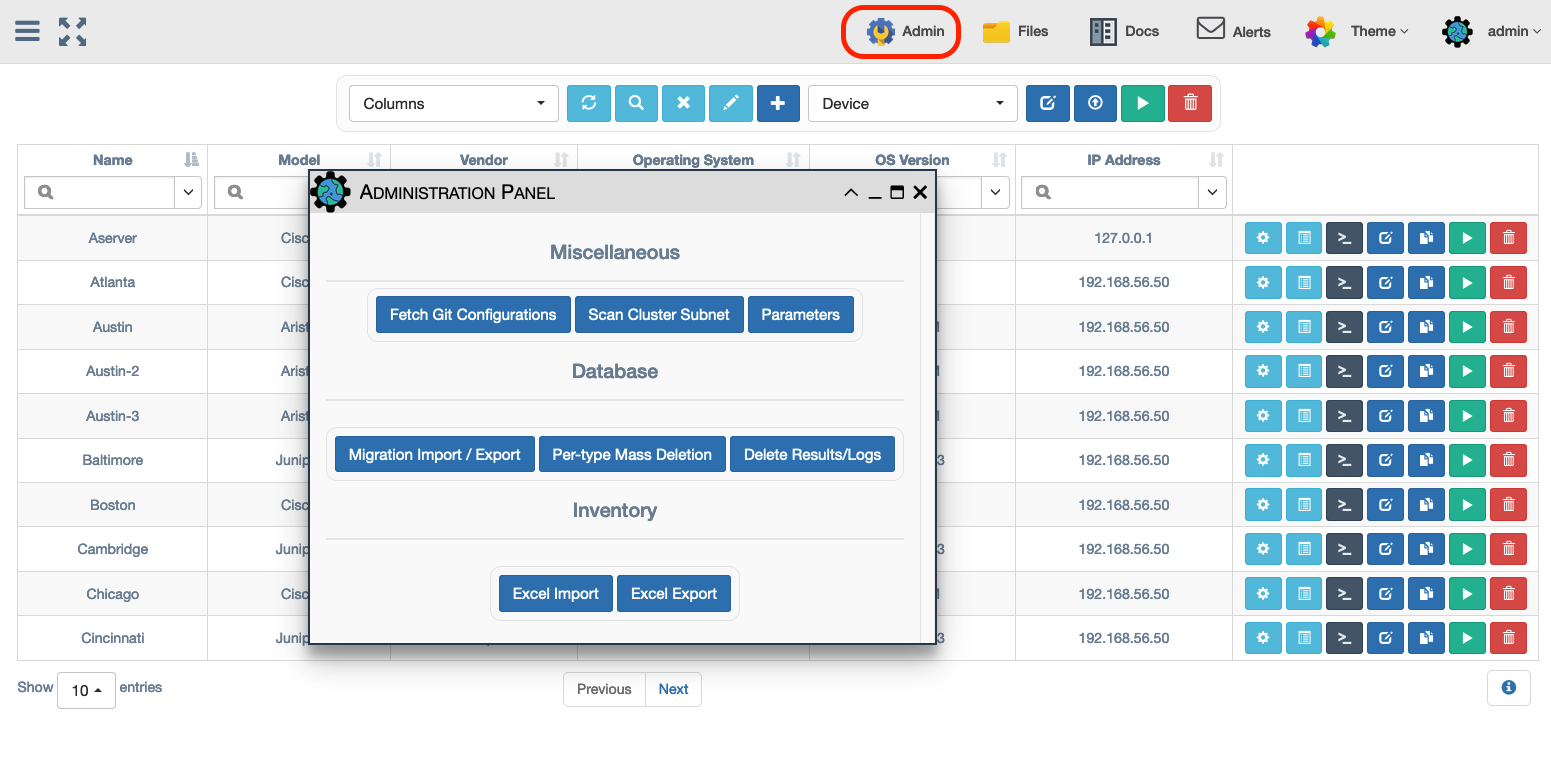 Admin Files Docs Alerts Theme admin
Columns Device
Name Model Vendor Operating System OS Version IP Address
Administration Panel
Miscellaneous
Fetch Git Configurations Scan Cluster Subnet Parameters
Database
Migration Import / Export Per-type Mass Deletion Delete Results/Logs
Inventory
Excel Import Excel Export
Aserver Cisc 127.0.0.1
Atlanta Cisc 192.168.56.50
Austin Arist 192.168.56.50
Austin-2 Arist 192.168.56.50
Austin-3 Arist 192.168.56.50
Baltimore Junip 3 192.168.56.50
Boston Cisc 192.168.56.50
Cambridge Junip 3 192.168.56.50
Chicago Cisc 192.168.56.50
Cincinnati Junip 3 192.168.56.50
Show 10 entries Previous Next